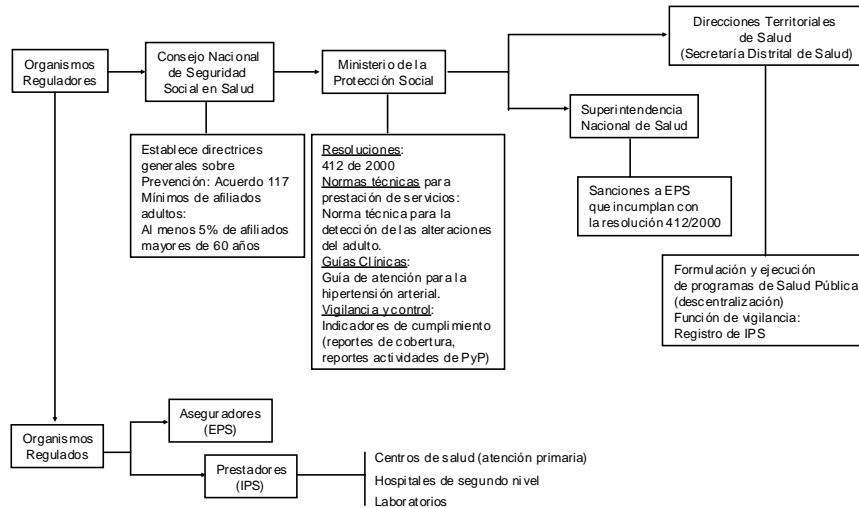 Organismos
Reguladores
Consejo Nacional
de Seguridad
Social en Salud
Ministerio de la
Protección Social
Direcciones Territoriales
de Salud
(Secretaría Distrital de Salud)
Superintendencia
Nacional de Salud
Establece directrices
generales sobre
Prevención: Acuerdo 117
Mínimos de afiliados
adultos:
Al menos 5% de afiliados
mayores de 60 años
Resoluciones:
412 de 2000
Normas técnicas para
prestación de servicios:
Norma técnica para la
detección de las alteraciones
del adulto.
Guías Clínicas:
Guía de atención para la
hipertensión arterial.
Vigilancia y control:
Indicadores de cumplimiento
(reportes de cobertura,
reportes actividades de PyP)
Sanciones a EPS
que incumplan con
la resolución 412/2000
Formulación y ejecución
de programas de Salud Pública
(descentralización)
Función de vigilancia:
Registro de IPS
Organismos
Regulados
Aseguradores
(EPS)
Prestadores
(IPS)
Centros de salud (atención primaria)
Hospitales de segundo nivel
Laboratorios